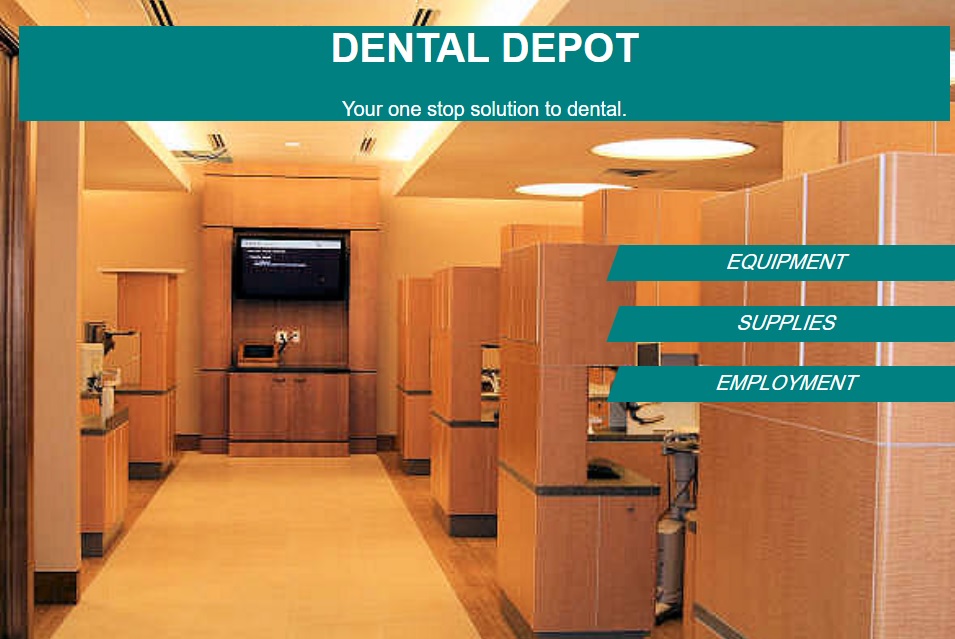 DENTAL DEPOT
Your one stop solution to dental.
EQUIPMENT
SUPPLIES
EMPLOYMENT